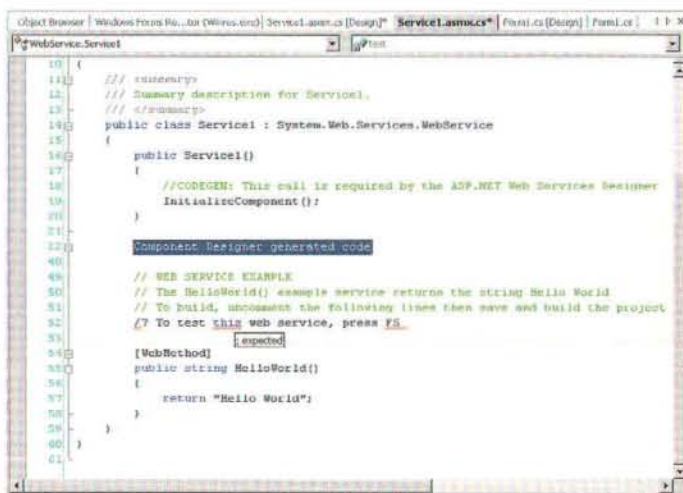 Object Browser | Windows Forms Ho...tor (Winres.exe) | Service1.asmx.cs [Design]* Service1.asmx.cs* Form1.cs [Design] | Form1.cs
WebService.Service1 Test
10 {
11 /// <summary>
12 /// Summary description for Service1.
13 /// </summary>
14 public class Service1 : System.Web.Services.WebService
15 {
16 public Service1()
17 {
18 //CODEGEN: This call is required by the ASP.NET Web Services Designer
19 InitializeComponent();
20 }
21
22 Component Designer generated code
48
49 // WEB SERVICE EXAMPLE
50 // The HelloWorld() example service returns the string Hello World
51 // To build, uncomment the following lines then save and build the project
52 /? To test this web service, press F5
53 ; expected
54 [WebMethod]
55 public string HelloWorld()
56 {
57 return "Hello World";
58 }
59 }
60 }
61